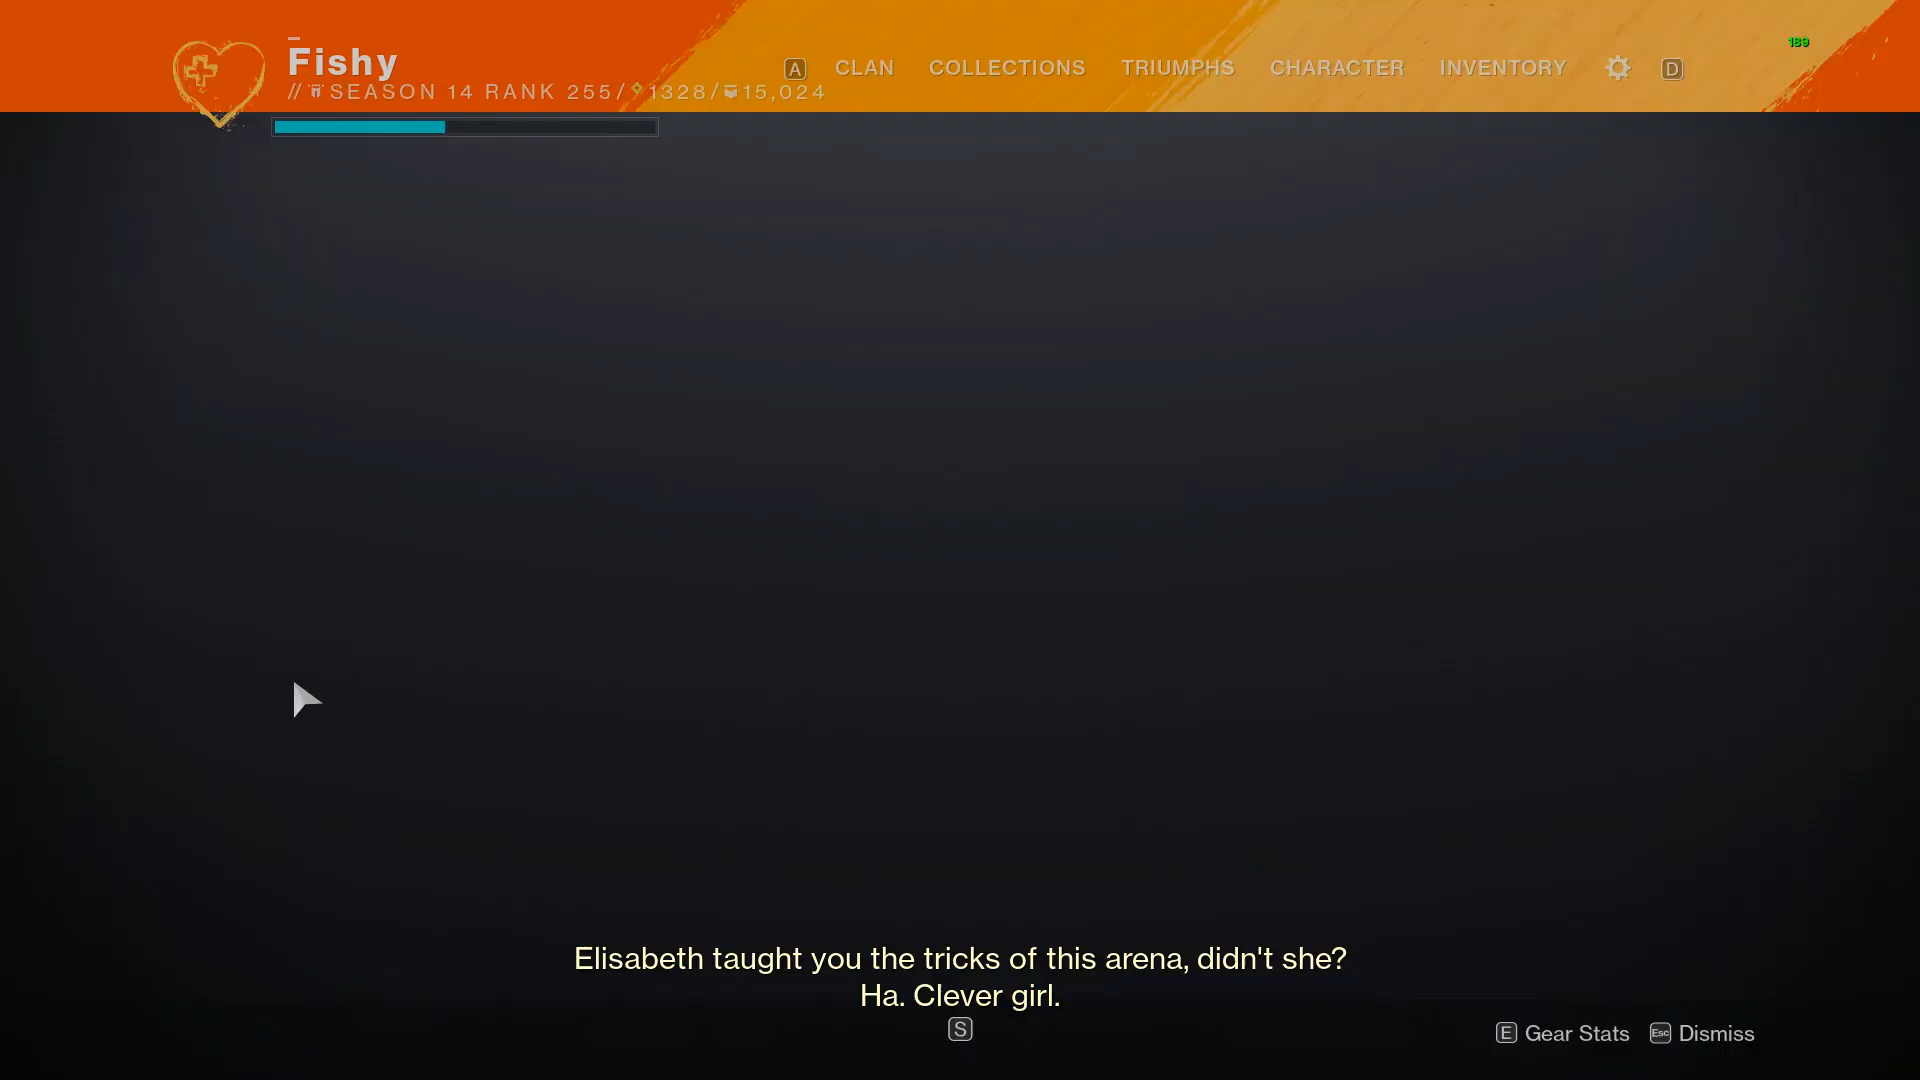 Fishy
// SEASON 14 RANK 255/ 1328/ 15,024
A CLAN COLLECTIONS TRIUMPHS CHARACTER INVENTORY D
189
Elisabeth taught you the tricks of this arena, didn't she?
Ha. Clever girl.
S
E Gear Stats Esc Dismiss